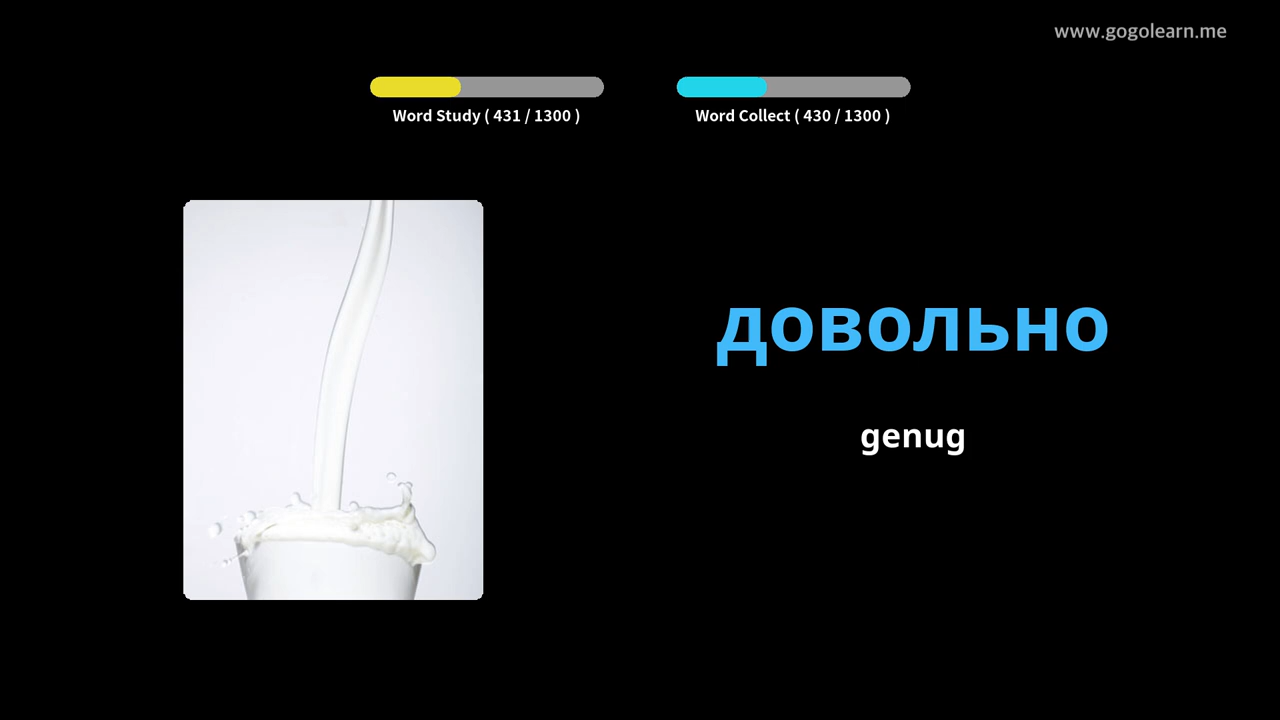 www.gogolearn.me
Word Study ( 431 / 1300 )
Word Collect ( 430 / 1300 )
довольно
genug